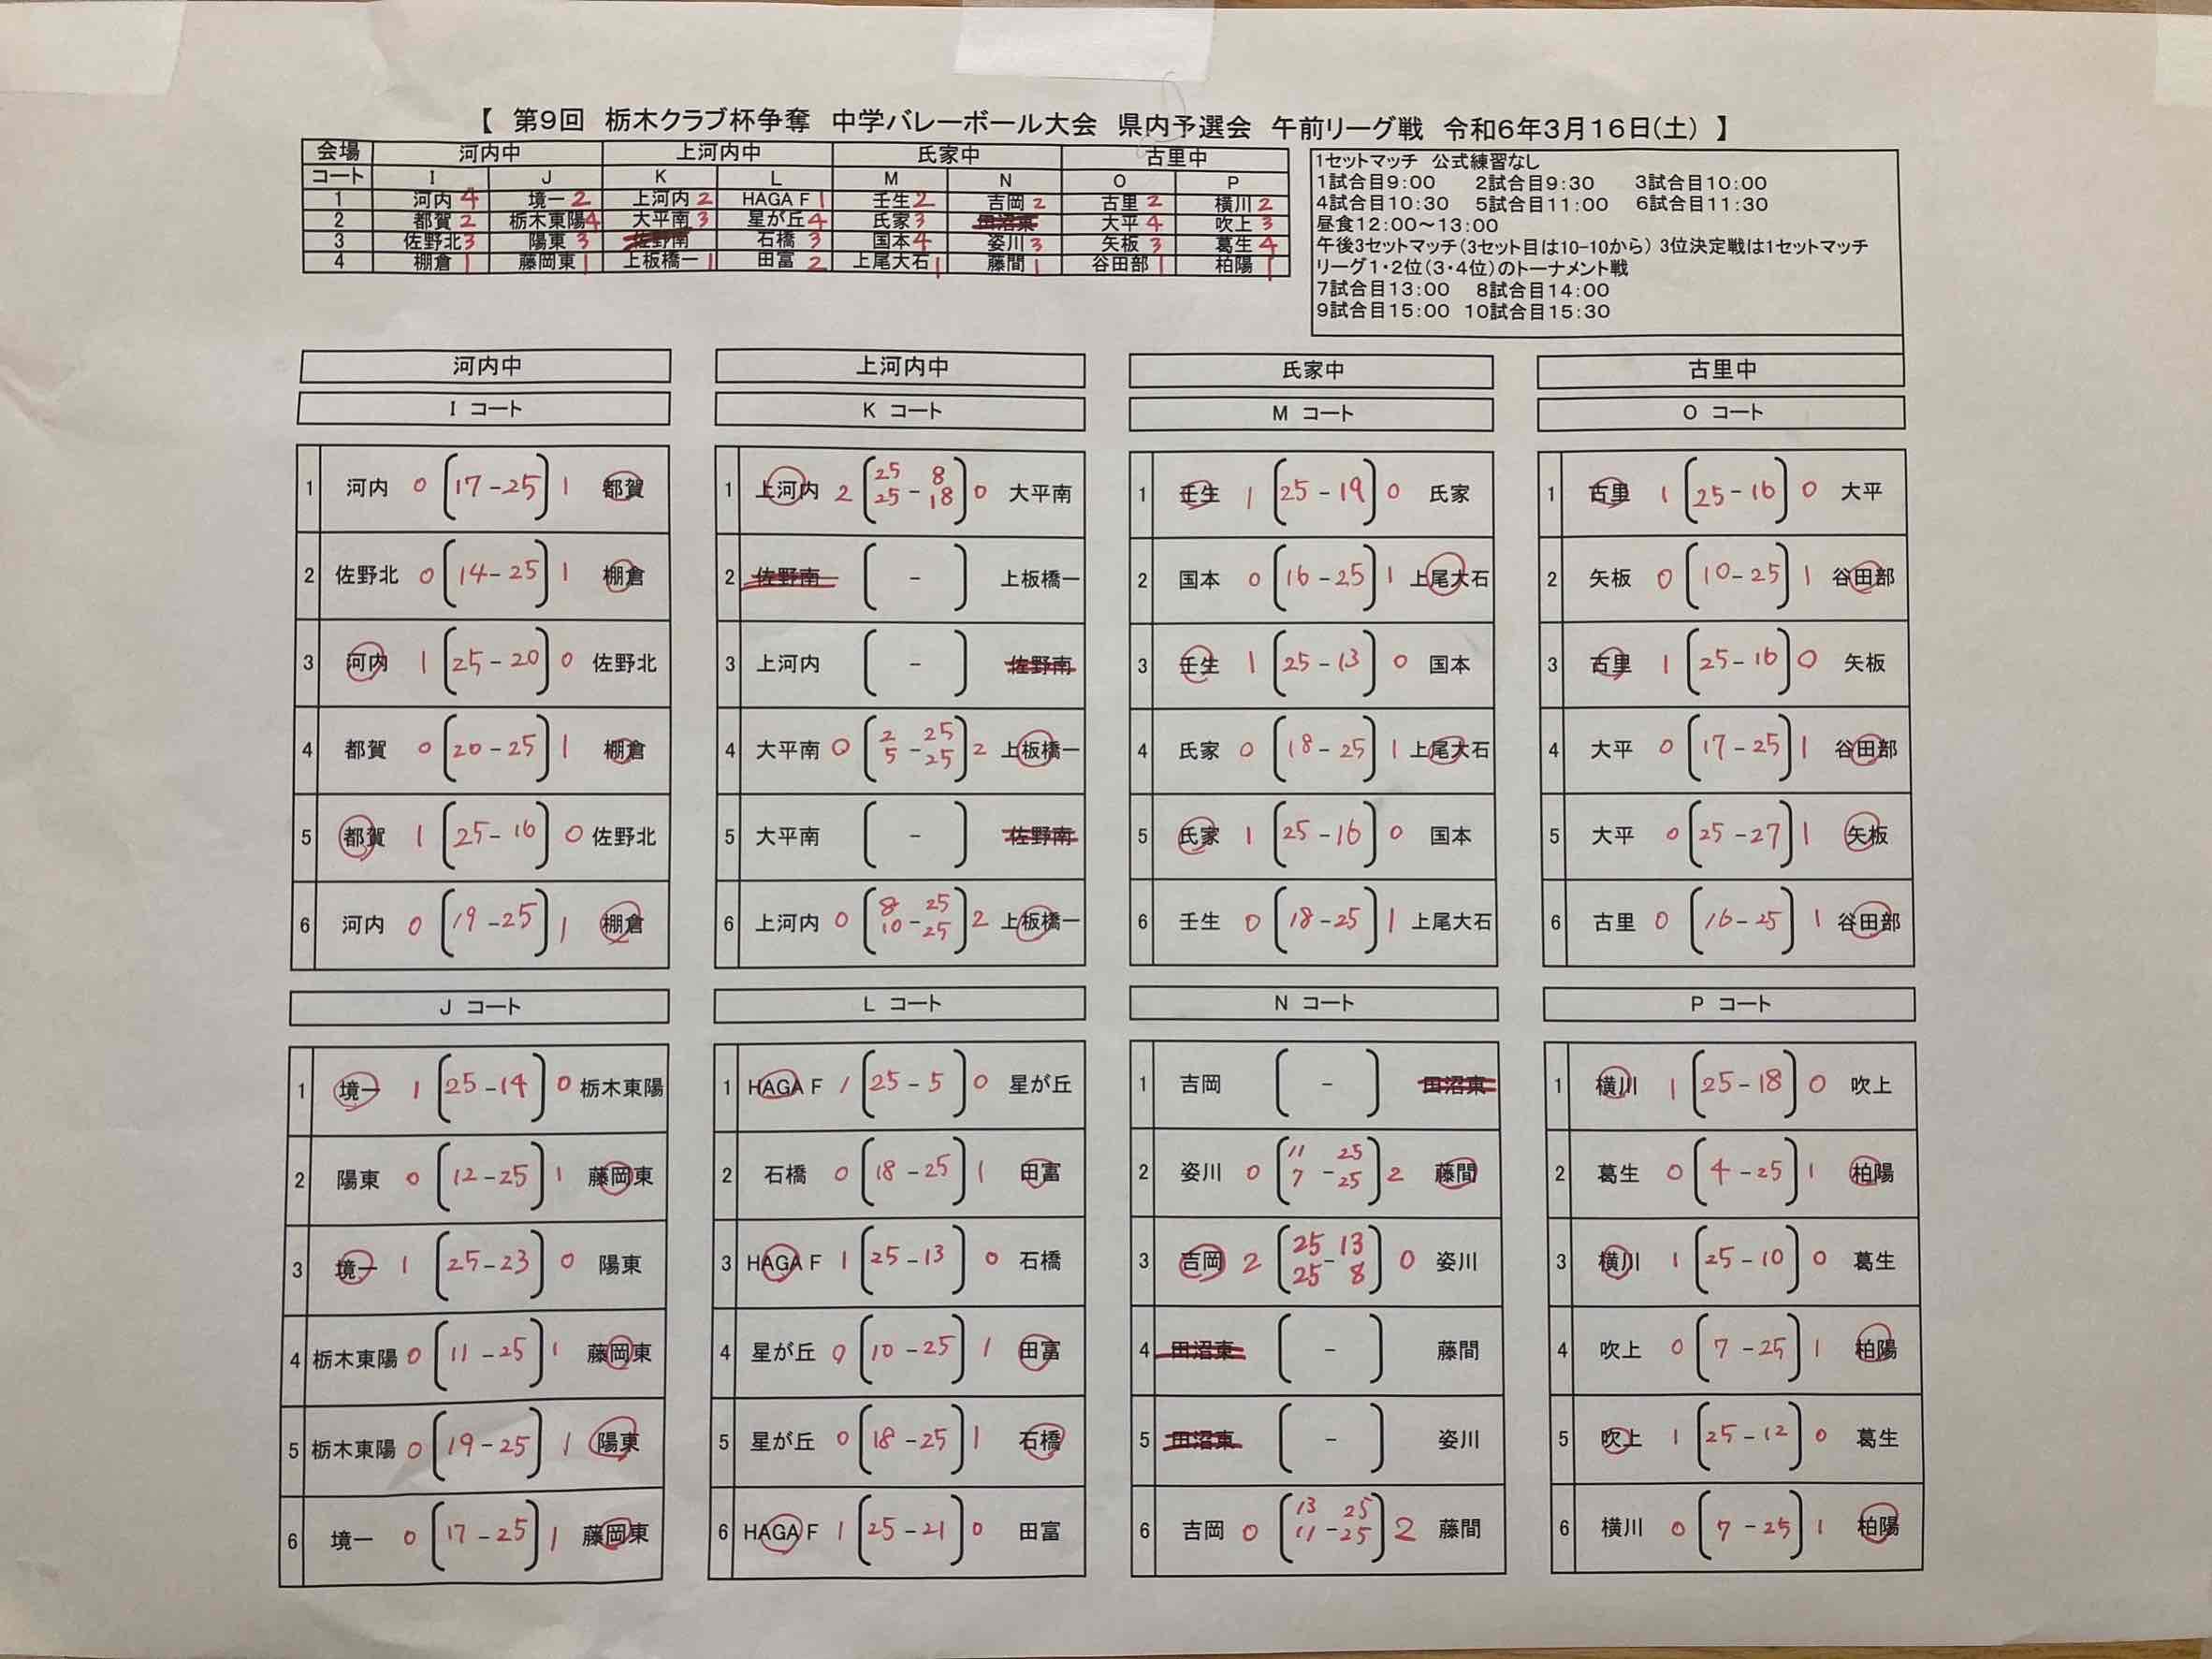 【 第9回 栃木クラブ杯争奪 中学バレーボール大会 県内予選会 午前リーグ戦 令和6年3月16日(土) 】
会場 河内中 上河内中 氏家中 古里中
コート I J K L M N O P
1 河内 4 境一 2 上河内 2 HAGA F 1 壬生 2 吉岡 2 古里 2 横川 2
2 都賀 2 栃木東陽 4 大平南 3 星が丘 4 氏家 3 田沼東 大平 4 吹上 3
3 佐野北 3 陽東 3 佐野南 石橋 3 国本 4 姿川 3 矢板 3 葛生 4
4 棚倉 1 藤岡東 1 上板橋一 1 田富 2 上尾大石 1 藤間 1 谷田部 1 柏陽 1
1セットマッチ 公式練習なし
1試合目9:00 2試合目9:30 3試合目10:00
4試合目10:30 5試合目11:00 6試合目11:30
昼食12:00~13:00
午後3セットマッチ(3セット目は10-10から) 3位決定戦は1セットマッチ
リーグ1・2位(3・4位)のトーナメント戦
7試合目13:00 8試合目14:00
9試合目15:00 10試合目15:30
河内中
I コート
1 河内 0 17-25 1 都賀
2 佐野北 0 14-25 1 棚倉
3 河内 1 25-20 0 佐野北
4 都賀 0 20-25 1 棚倉
5 都賀 1 25-16 0 佐野北
6 河内 0 19-25 1 棚倉
J コート
1 境一 1 25-14 0 栃木東陽
2 陽東 0 12-25 1 藤岡東
3 境一 1 25-23 0 陽東
4 栃木東陽 0 11-25 1 藤岡東
5 栃木東陽 0 19-25 1 陽東
6 境一 0 17-25 1 藤岡東
上河内中
K コート
25 8
1 上河内 2 25-18 0 大平南
2 佐野南 - 上板橋一
3 上河内 - 佐野南
2 25
4 大平南 0 5-25 2 上板橋一
5 大平南 - 佐野南
8 25
6 上河内 0 10-25 2 上板橋一
L コート
1 HAGA F 1 25-5 0 星が丘
2 石橋 0 18-25 1 田富
3 HAGA F 1 25-13 0 石橋
4 星が丘 0 10-25 1 田富
5 星が丘 0 18-25 1 石橋
6 HAGA F 1 25-21 0 田富
氏家中
M コート
1 壬生 1 25-19 0 氏家
2 国本 0 16-25 1 上尾大石
3 壬生 1 25-13 0 国本
4 氏家 0 18-25 1 上尾大石
5 氏家 1 25-16 0 国本
6 壬生 0 18-25 1 上尾大石
N コート
1 吉岡 - 田沼東
11 25
2 姿川 0 7-25 2 藤間
25 13
3 吉岡 2 25-8 0 姿川
4 田沼東 - 藤間
5 田沼東 - 姿川
13 25
6 吉岡 0 11-25 2 藤間
古里中
O コート
1 古里 1 25-16 0 大平
2 矢板 0 10-25 1 谷田部
3 古里 1 25-16 0 矢板
4 大平 0 17-25 1 谷田部
5 大平 0 25-27 1 矢板
6 古里 0 16-25 1 谷田部
P コート
1 横川 1 25-18 0 吹上
2 葛生 0 4-25 1 柏陽
3 横川 1 25-10 0 葛生
4 吹上 0 7-25 1 柏陽
5 吹上 1 25-12 0 葛生
6 横川 0 7-25 1 柏陽